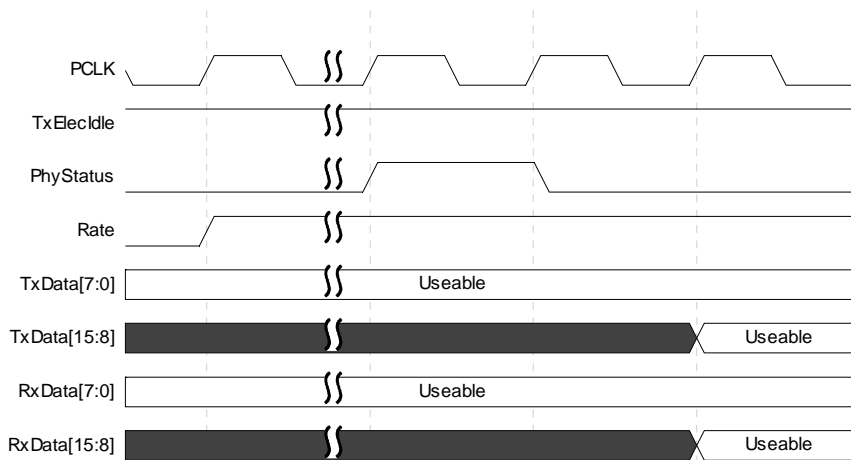 PCLK
TxElecIdle
PhyStatus
Rate
TxData[7:0] Useable
TxData[15:8] Useable
RxData[7:0] Useable
RxData[15:8] Useable